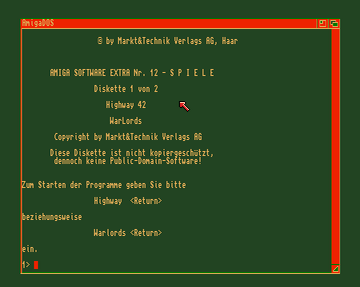 AmigaDOS
© by Markt&Technik Verlags AG, Haar
AMIGA SOFTWARE EXTRA Nr. 12 - S P I E L E
Diskette 1 von 2
Highway 42
WarLords
Copyright by Markt&Technik Verlags AG
Diese Diskette ist nicht kopiergeschützt,
dennoch keine Public-Domain-Software!
Zum Starten der Programme geben Sie bitte
Highway <Return>
beziehungsweise
Warlords <Return>
ein.
1>